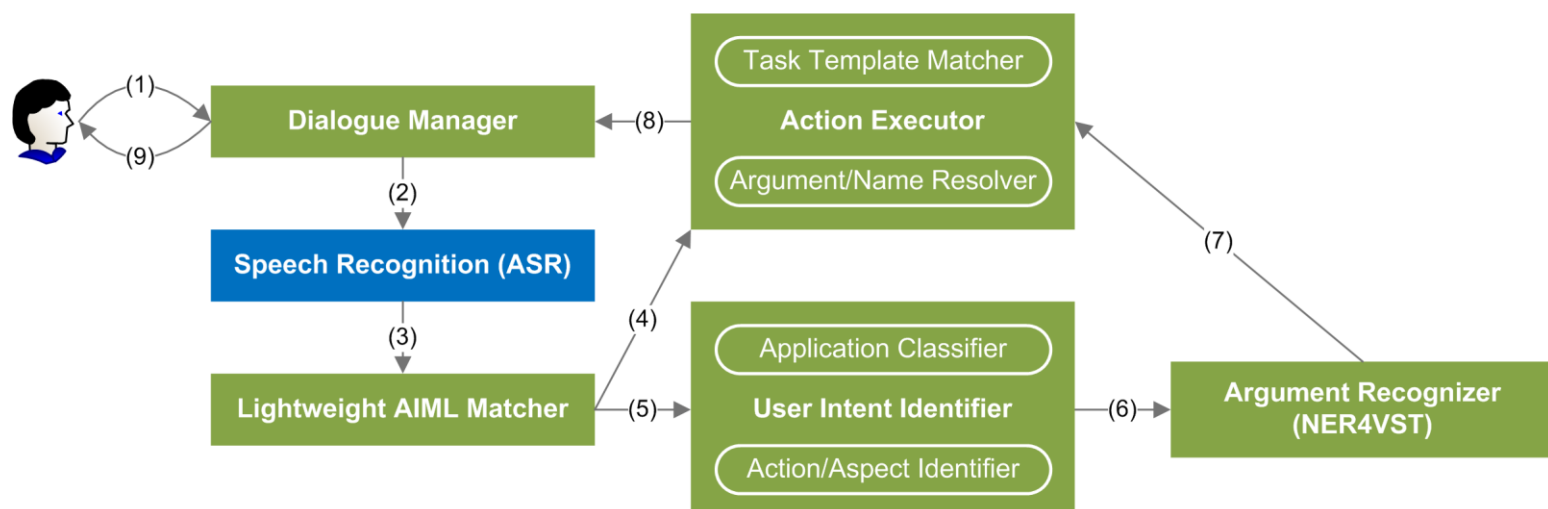 Task Template Matcher
(1)
Dialogue Manager
(8)
Action Executor
(9)
(2)
Argument/Name Resolver
Speech Recognition (ASR)
(7)
(3)
(4)
Application Classifier
Lightweight AIML Matcher
(5)
User Intent Identifier
(6)
Argument Recognizer
(NER4VST)
Action/Aspect Identifier